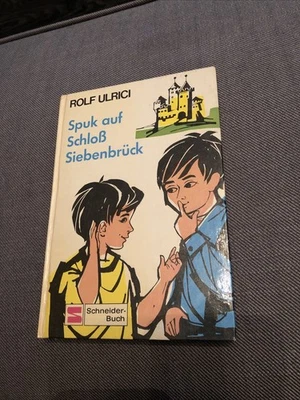 ROLF ULRICI
Spuk auf
Schloß
Siebenbrück
Schneider-
Buch